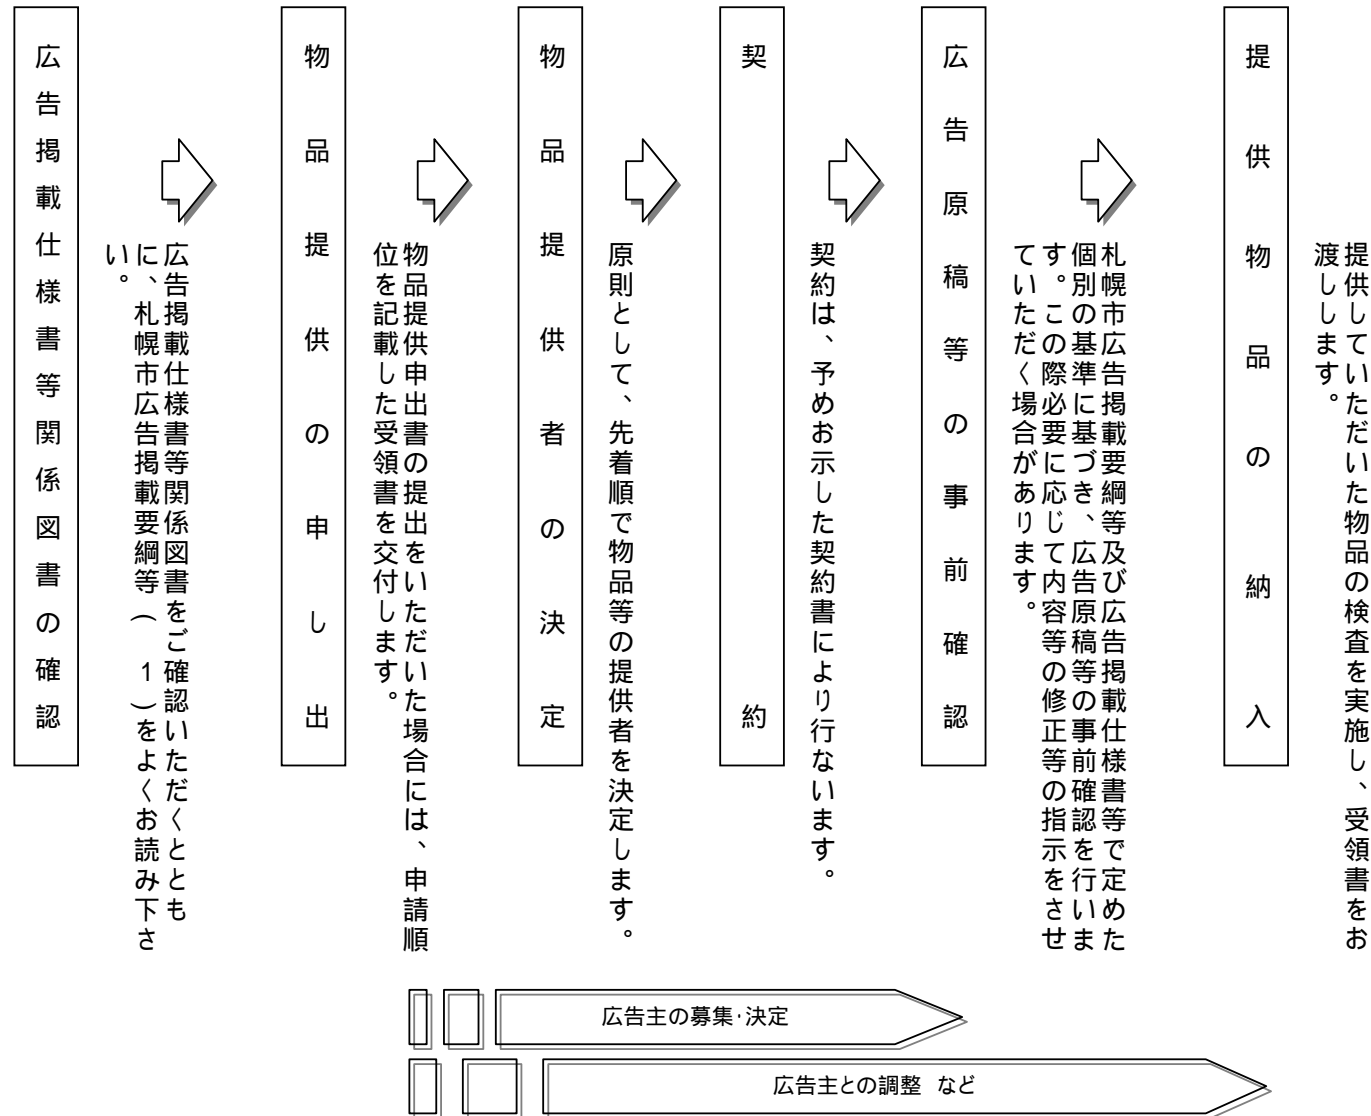 広告掲載仕様書等関係図書の確認
広告掲載仕様書等関係図書をご確認いただくととも
に、札幌市広告掲載要綱等( 1)をよくお読み下さ
い。
物品提供の申し出
物品提供申出書の提出をいただいた場合には、申請順
位を記載した受領書を交付します。
物品提供者の決定
原則として、先着順で物品等の提供者を決定します。
契約
契約は、予めお示しした契約書により行ないます。
広告原稿等の事前確認
札幌市広告掲載要綱等及び広告掲載仕様書等で定めた
個別の基準に基づき、広告原稿等の事前確認を行いま
す。この際必要に応じて内容等の修正等の指示をさせ
ていただく場合があります。
提供物品の納入
提供していただいた物品の検査を実施し、受領書をお
渡しします。
広告主の募集・決定
広告主との調整 など